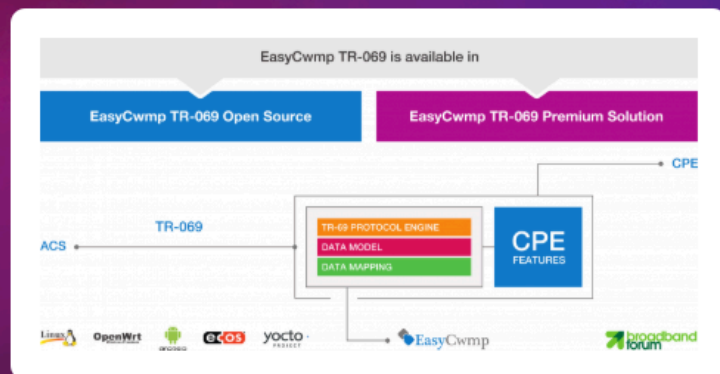 EasyCwmp TR-069 is available in
EasyCwmp TR-069 Open Source
EasyCwmp TR-069 Premium Solution
CPE
TR-069
ACS
TR-69 PROTOCOL ENGINE
DATA MODEL
DATA MAPPING
CPE
FEATURES
Linux
OpenWrt
android
ecos
yocto
PROJECT
EasyCwmp
broadband
forum